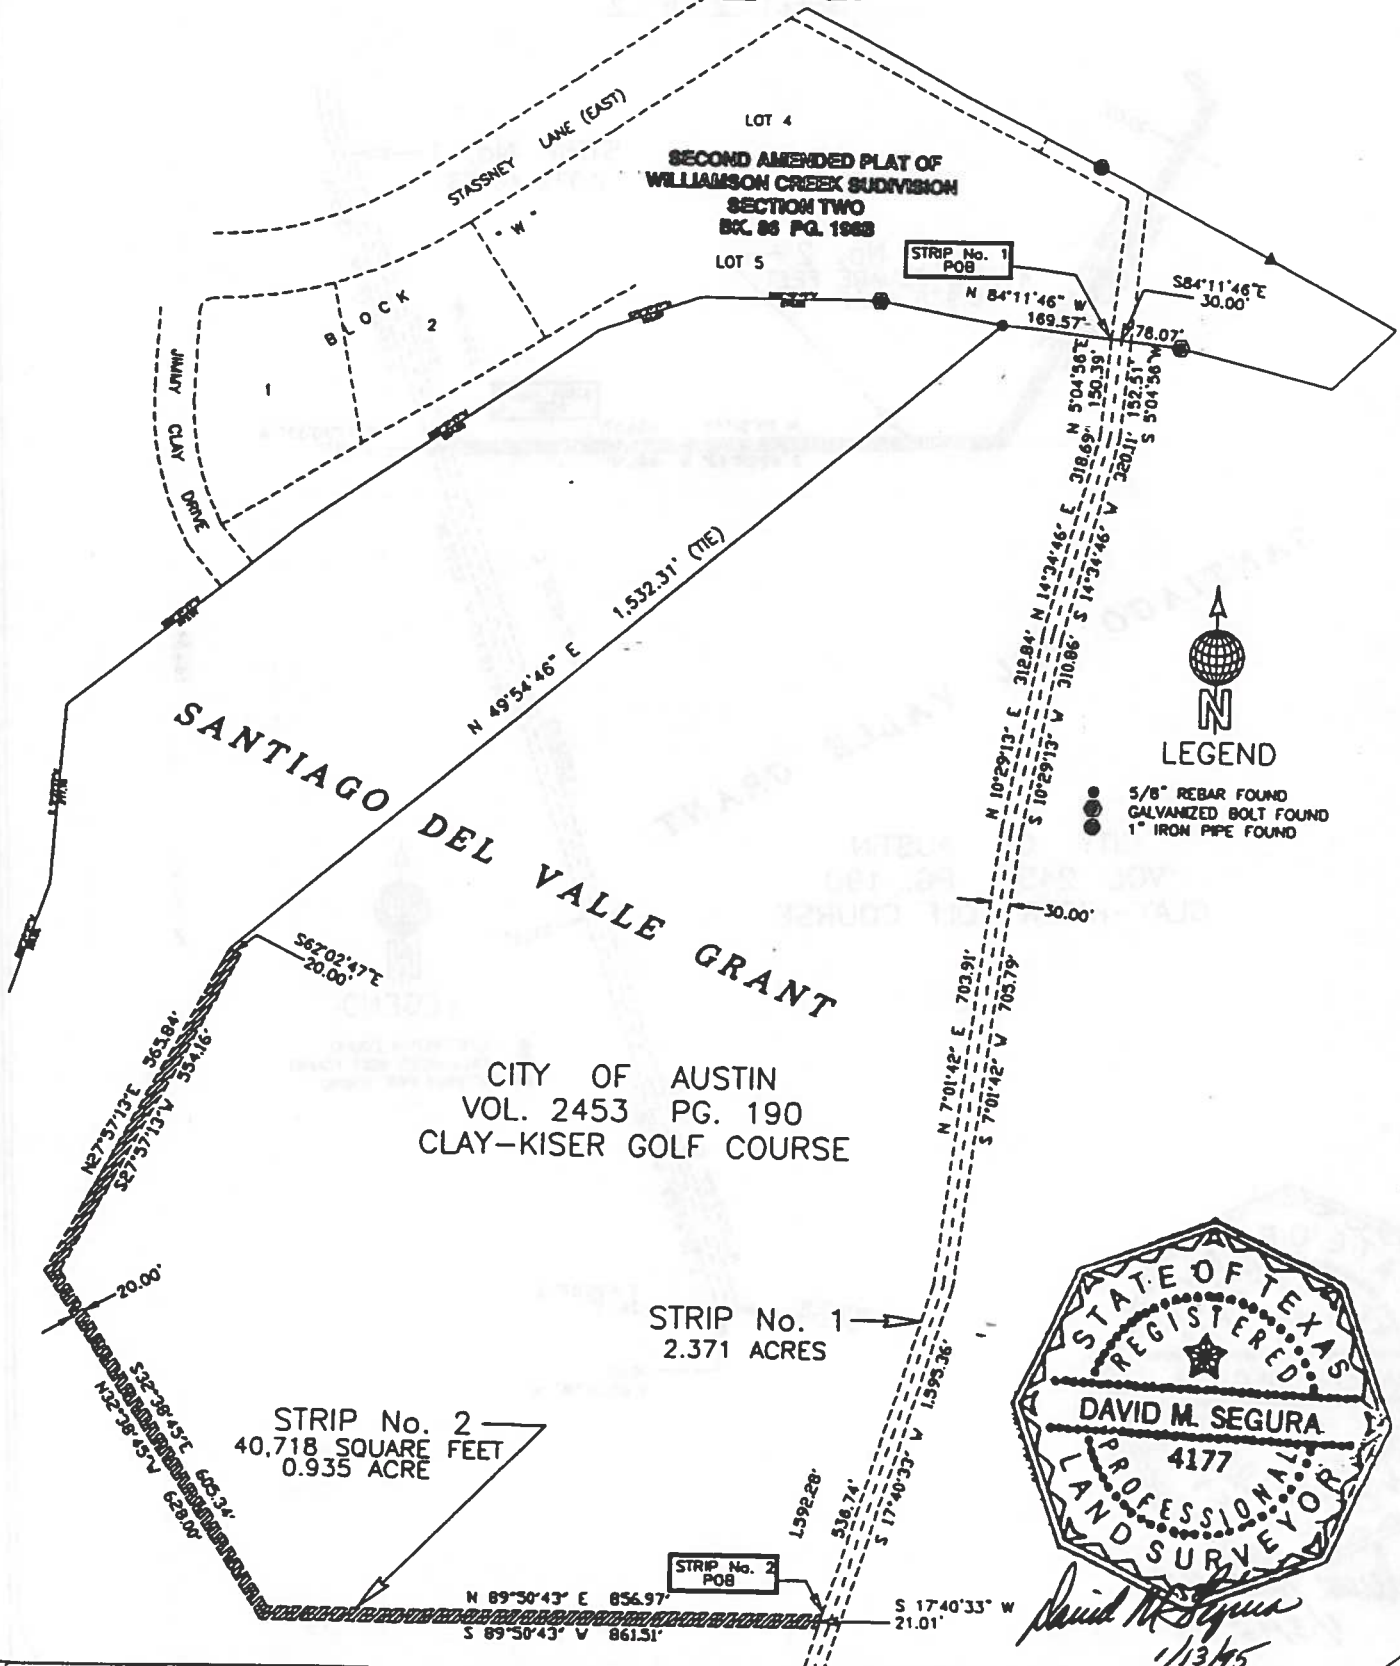 STASSNEY LANE (EAST)
LOT 4
SECOND AMENDED PLAT OF
WILLIAMSON CREEK SUDIVISION
SECTION TWO
BK. 86 PG. 196B
LOT 5
"W"
BLOCK
2
1
JIMMY CLAY DRIVE
STRIP No. 1
POB
N 84°11'46" W
169.57'
S84°11'46"E
30.00'
78.07'
N 5°04'56"E
150.39'
152.51'
S 5°04'56"W
318.69'
320.11'
N 14°34'46" E
S 14°34'46" W
312.84'
310.86'
N 10°29'13" E
S 10°29'13" W
1,532.31' (TIE)
N 49°54'46" E
N
LEGEND
5/8" REBAR FOUND
GALVANIZED BOLT FOUND
1" IRON PIPE FOUND
SANTIAGO DEL VALLE GRANT
30.00'
S62°02'47"E
20.00'
703.91'
705.79'
N 7°01'42" E
S 7°01'42" W
N27°57'13"E 565.84'
S27°57'13"W 554.16'
CITY OF AUSTIN
VOL. 2453 PG. 190
CLAY-KISER GOLF COURSE
20.00'
STRIP No. 1
2.371 ACRES
S32°38'45"E 605.34'
N32°38'45"W 628.00'
STRIP No. 2
40,718 SQUARE FEET
0.935 ACRE
1,592.28'
536.74'
S 17°40'33" W 1,595.36'
STRIP No. 2
POB
N 89°50'43" E 856.97'
S 89°50'43" W 861.51'
S 17°40'33" W
21.01'
STATE OF TEXAS
REGISTERED
DAVID M. SEGURA
4177
PROFESSIONAL
LAND SURVEYOR
David M Segura
1/13/95